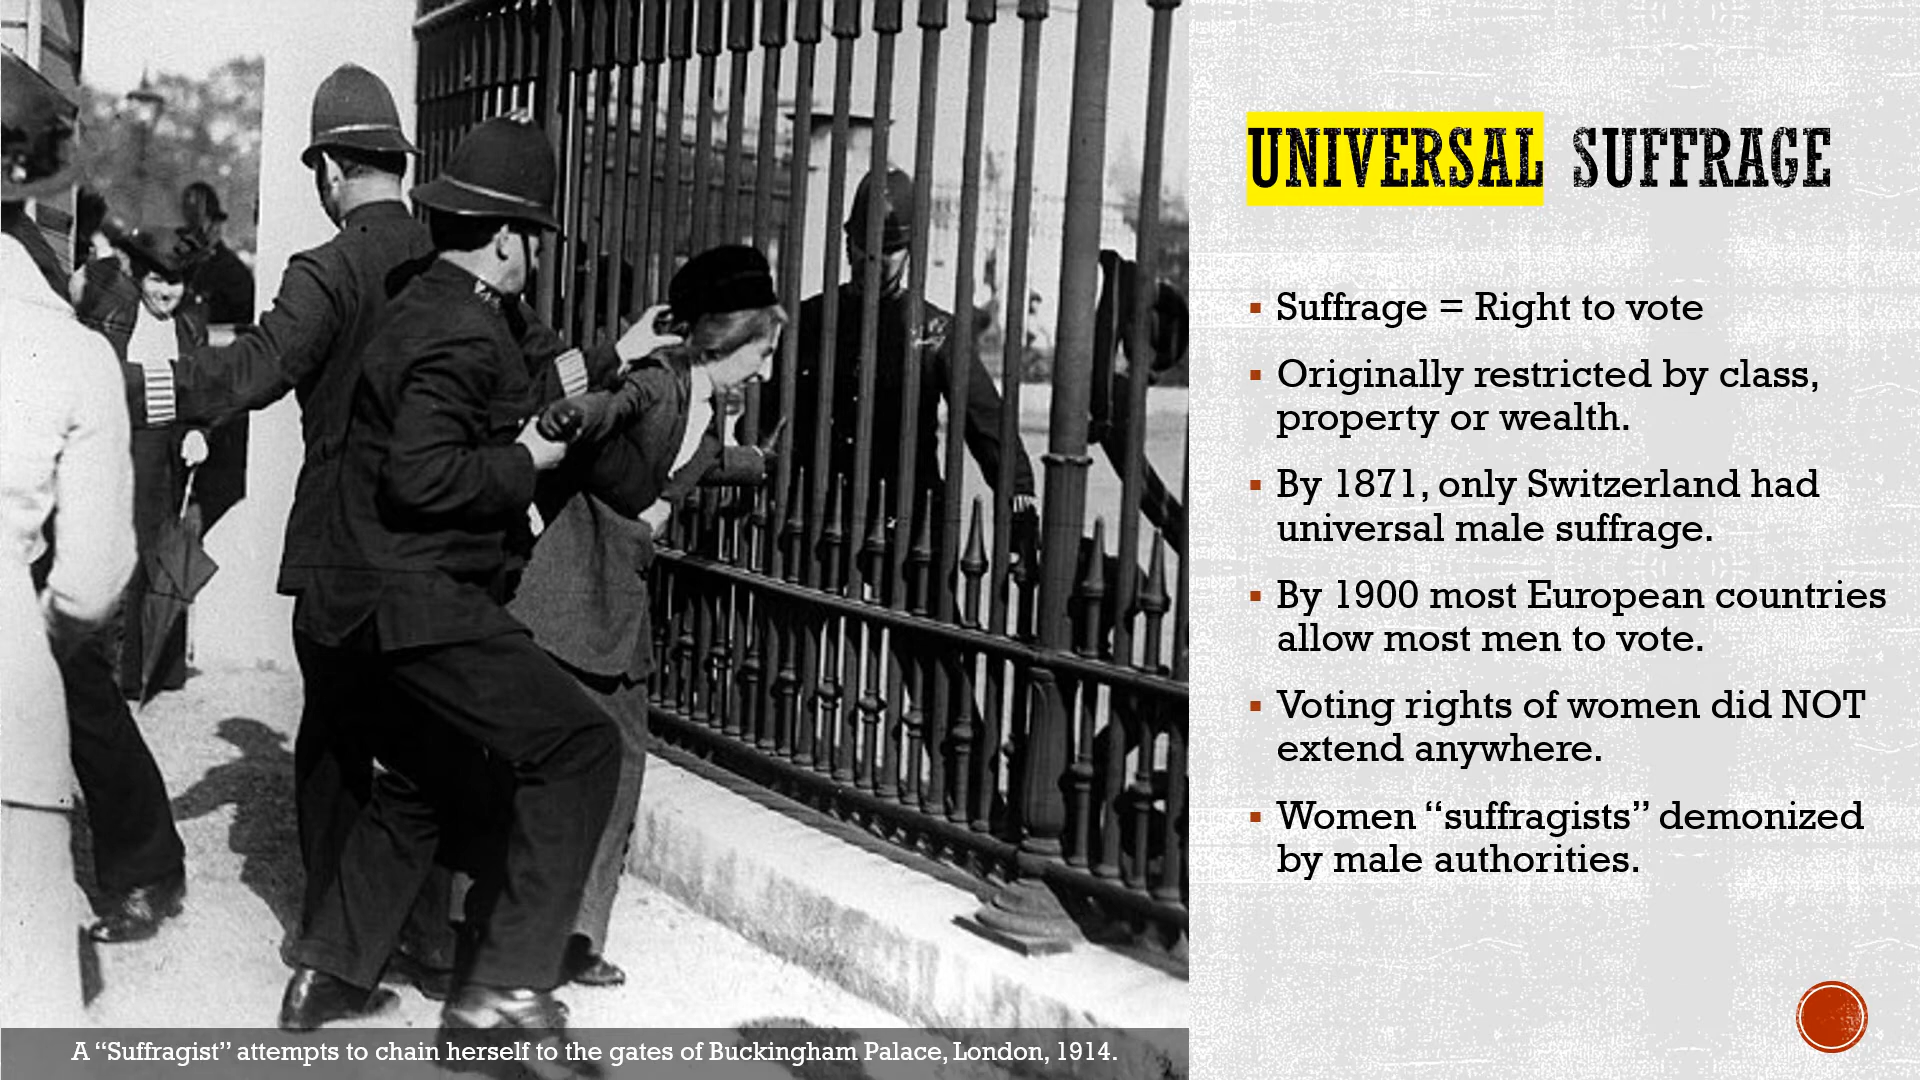 UNIVERSAL SUFFRAGE
▪ Suffrage = Right to vote
▪ Originally restricted by class,
property or wealth.
▪ By 1871, only Switzerland had
universal male suffrage.
▪ By 1900 most European countries
allow most men to vote.
▪ Voting rights of women did NOT
extend anywhere.
▪ Women “suffragists” demonized
by male authorities.
A “Suffragist” attempts to chain herself to the gates of Buckingham Palace, London, 1914.